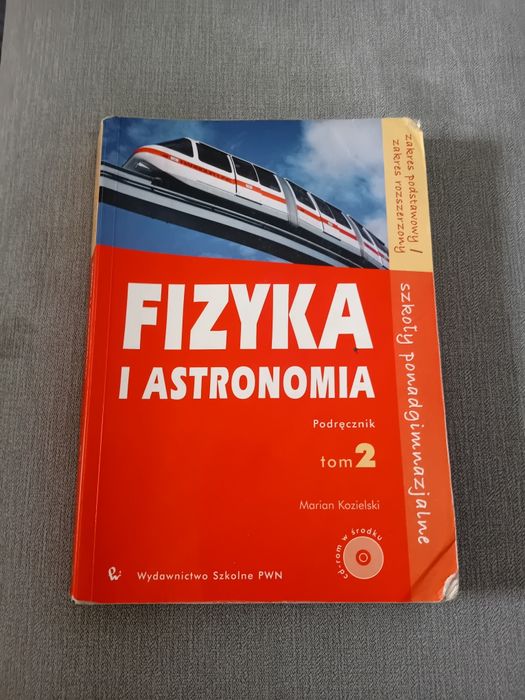 zakres podstawowy /
zakres rozszerzony
szkoły ponadgimnazjalne
FIZYKA
I ASTRONOMIA
Podręcznik
tom 2
Marian Kozielski
cd-rom w środku
Wydawnictwo Szkolne PWN